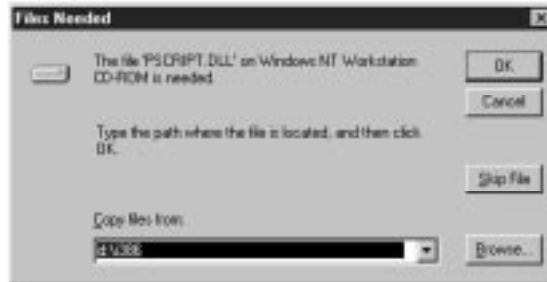 Files Needed
The file 'PSCRIPT.DLL' on Windows NT Workstation
CD-ROM is needed.
OK
Cancel
Type the path where the file is located, and then click
OK.
Skip File
Copy files from:
d:\I386
Browse...